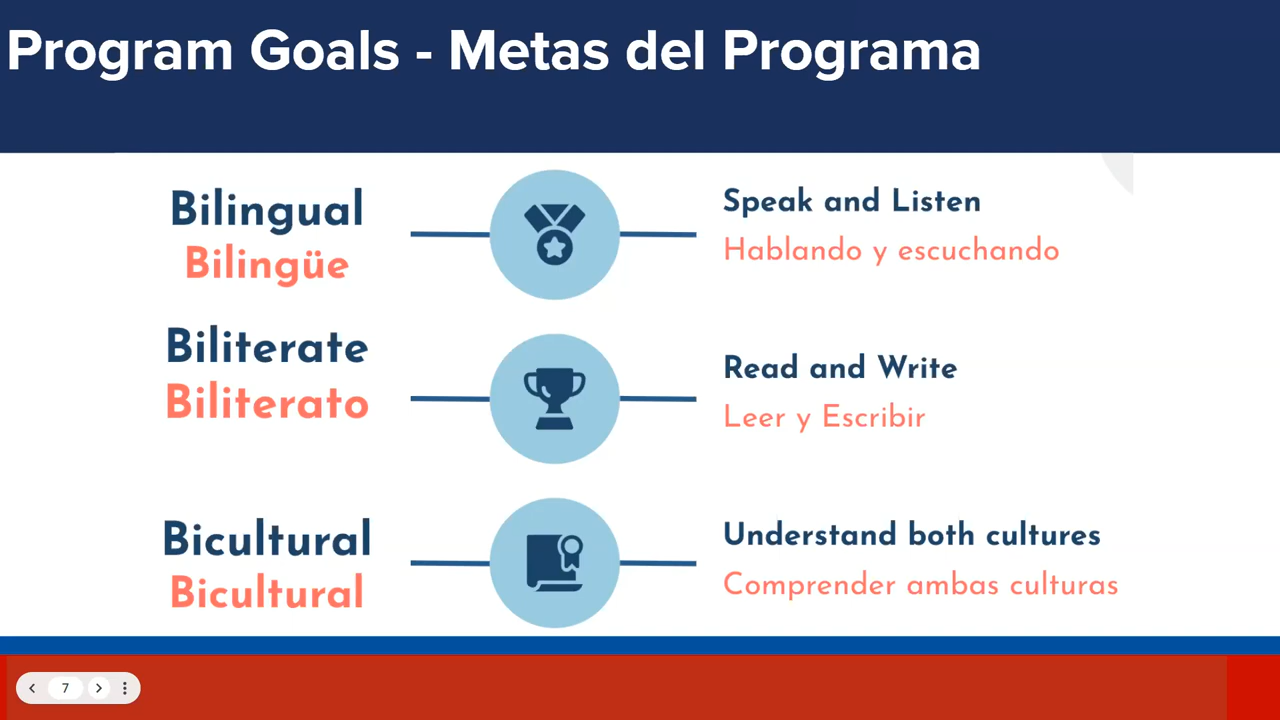 Program Goals - Metas del Programa
Bilingual
Bilingüe
Speak and Listen
Hablando y escuchando
Biliterate
Biliterato
Read and Write
Leer y Escribir
Bicultural
Bicultural
Understand both cultures
Comprender ambas culturas
7